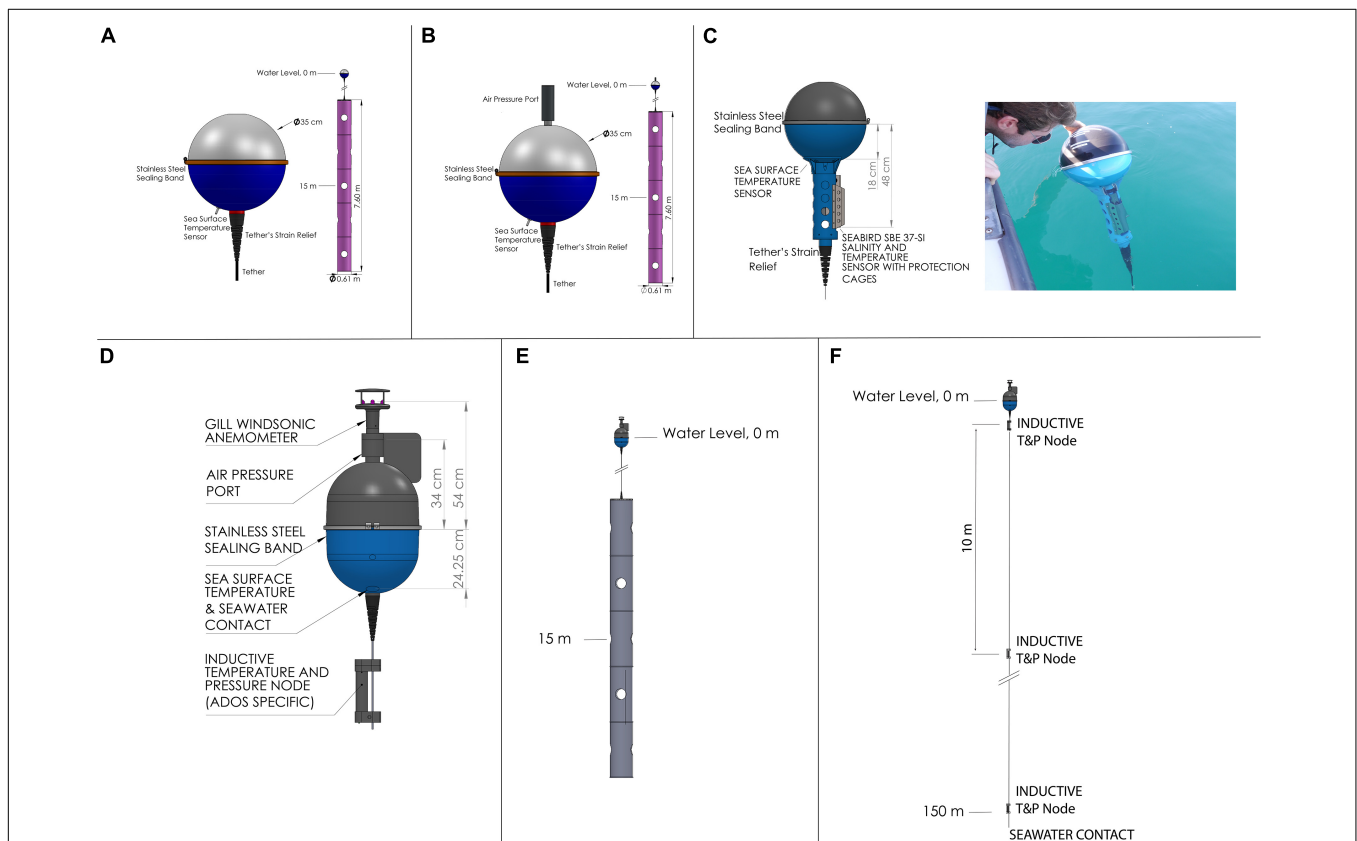 A
Water Level, 0 m
Ø35 cm
Stainless Steel
Sealing Band
15 m
7.60 m
Sea Surface
Temperature
Sensor
Tether's Strain Relief
Tether
Ø0.61 m
B
Air Pressure Port
Water Level, 0 m
Ø35 cm
Stainless Steel
Sealing Band
15 m
7.60 m
Sea Surface
Temperature
Sensor
Tether's Strain Relief
Tether
∅0.61 m
C
Stainless Steel
Sealing Band
SEA SURFACE
TEMPERATURE
SENSOR
18 cm
48 cm
SEABIRD SBE 37-SI
SALINITY AND
TEMPERATURE
SENSOR WITH PROTECTION
CAGES
Tether's Strain
Relief
D
GILL WINDSONIC
ANEMOMETER
AIR PRESSURE
PORT
34 cm
54 cm
STAINLESS STEEL
SEALING BAND
24.25 cm
SEA SURFACE
TEMPERATURE
& SEAWATER
CONTACT
INDUCTIVE
TEMPERATURE AND
PRESSURE NODE
(ADOS SPECIFIC)
E
Water Level, 0 m
15 m
F
Water Level, 0 m
INDUCTIVE
T&P Node
10 m
INDUCTIVE
T&P Node
150 m
INDUCTIVE
T&P Node
SEAWATER CONTACT